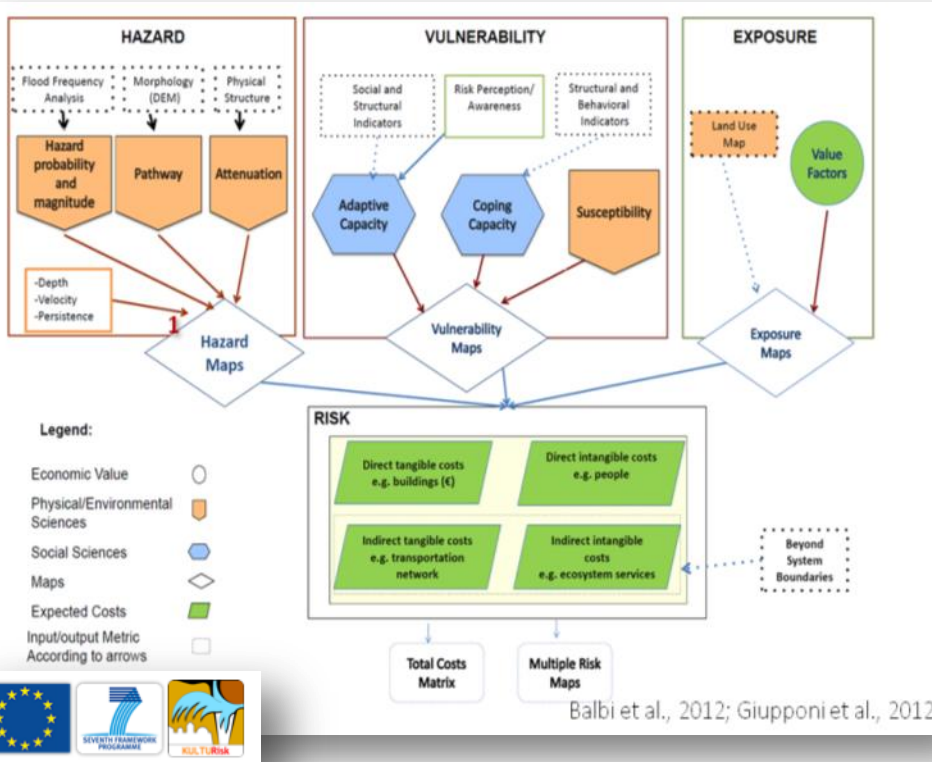 HAZARD
Flood Frequency
Analysis
Morphology
(DEM)
Physical
Structure
Hazard
probability
and
magnitude
Pathway
Attenuation
-Depth
-Velocity
-Persistence
1
Hazard
Maps
VULNERABILITY
Social and
Structural
Indicators
Risk Perception/
Awareness
Structural and
Behavioral
Indicators
Adaptive
Capacity
Coping
Capacity
Susceptibility
Vulnerability
Maps
EXPOSURE
Land Use
Map
Value
Factors
Exposure
Maps
RISK
Direct tangible costs
e.g. buildings (€)
Direct intangible costs
e.g. people
Indirect tangible costs
e.g. transportation
network
Indirect intangible
costs
e.g. ecosystem services
Beyond
System
Boundaries
Total Costs
Matrix
Multiple Risk
Maps
Legend:
Economic Value
Physical/Environmental
Sciences
Social Sciences
Maps
Expected Costs
Input/output Metric
According to arrows
Balbi et al., 2012; Giupponi et al., 2012
7
SEVENTH FRAMEWORK
PROGRAMME
KULTURisk